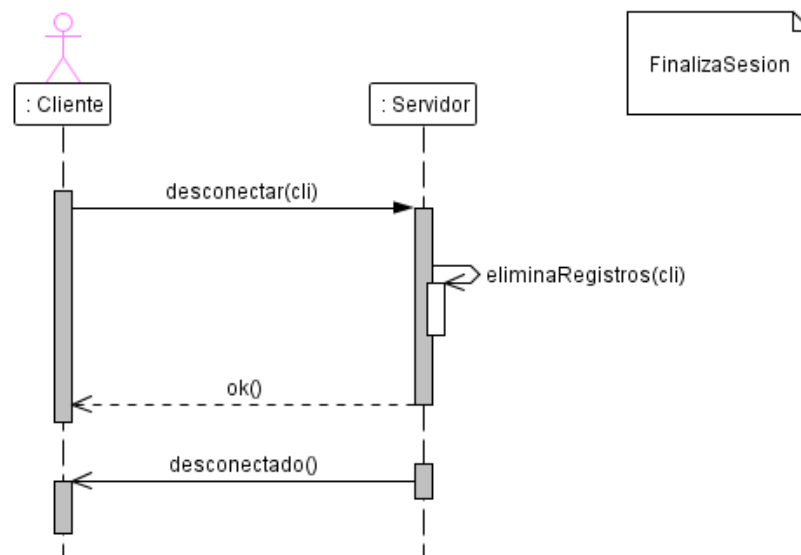 FinalizaSesion
: Cliente
: Servidor
desconectar(cli)
eliminaRegistros(cli)
ok()
desconectado()